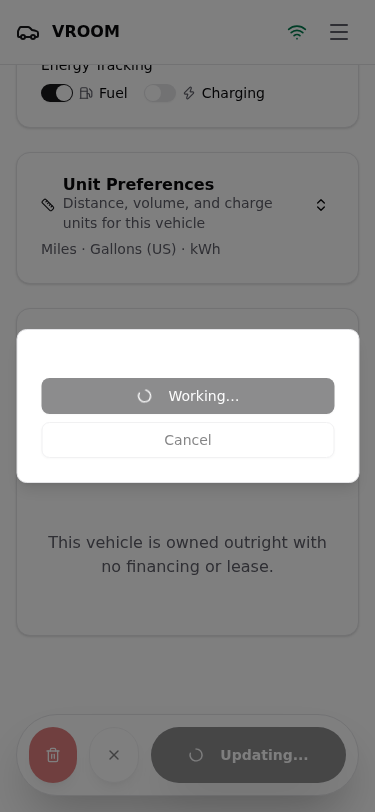 VROOM
Energy Tracking
Fuel
Charging
Unit Preferences
Distance, volume, and charge
units for this vehicle
Miles · Gallons (US) · kWh
Working...
Cancel
This vehicle is owned outright with
no financing or lease.
Updating...